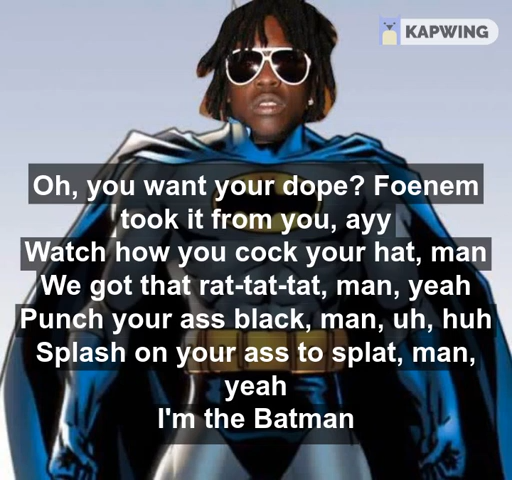 KAPWING
Oh, you want your dope? Foenem
took it from you, ayy
Watch how you cock your hat, man
We got that rat-tat-tat, man, yeah
Punch your ass black, man, uh, huh
Splash on your ass to splat, man,
yeah
I'm the Batman